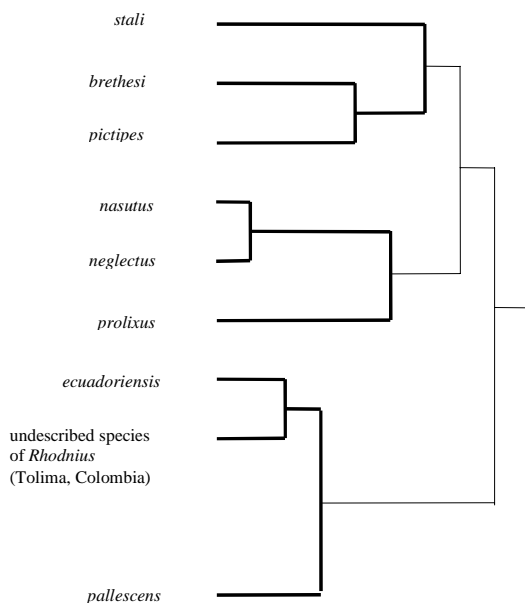 stali
brethesi
pictipes
nasutus
neglectus
prolixus
ecuadoriensis
undescribed species
of Rhodnius
(Tolima, Colombia)
pallescens